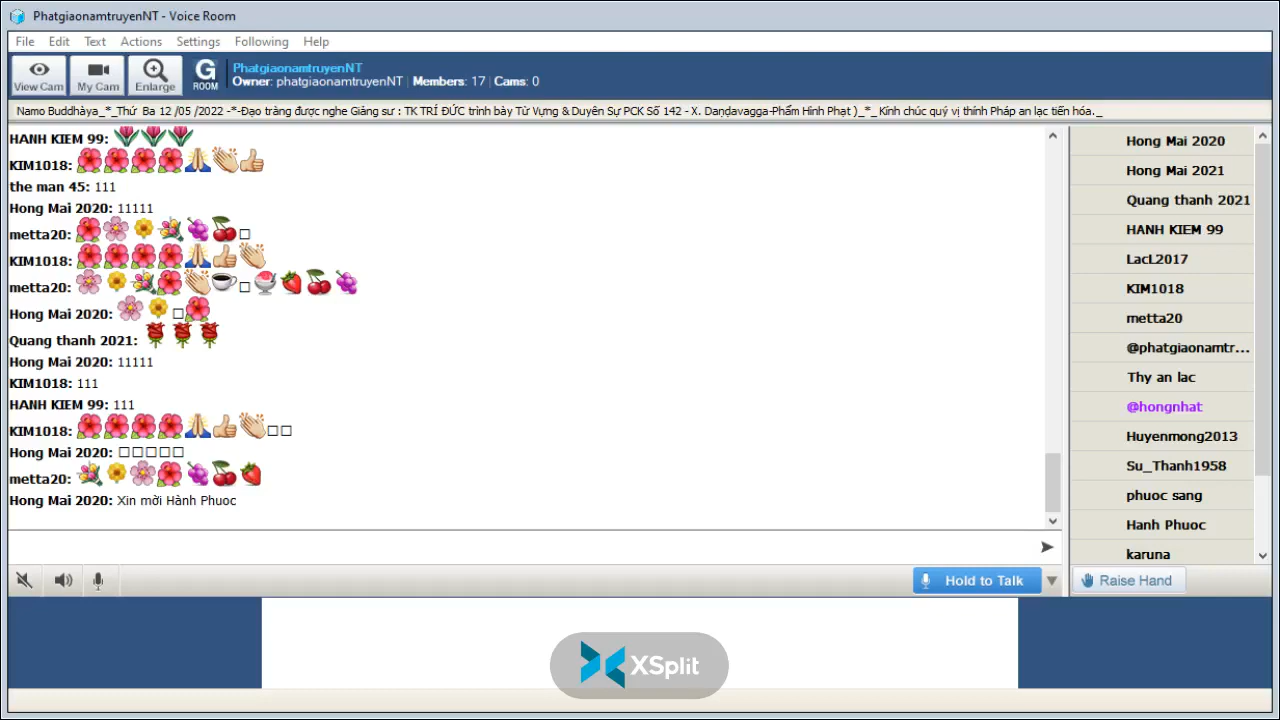 PhatgiaonamtruyenNT - Voice Room
File Edit Text Actions Settings Following Help
View Cam My Cam Enlarge G ROOM
PhatgiaonamtruyenNT
Owner: phatgiaonamtruyenNT | Members: 17 | Cams: 0
Namo Buddhàya_*_Thứ Ba 12 /05 /2022 -*-Đạo tràng được nghe Giảng sư : TK TRÍ ĐỨC trình bày Từ Vựng & Duyên Sự PCK Số 142 - X. Daṇḍavagga-Phẩm Hình Phạt )_*_ Kính chúc quý vị thính Pháp an lạc tiến hóa._
HANH KIEM 99:
KIM1018:
the man 45: 111
Hong Mai 2020: 11111
metta20:
KIM1018:
metta20:
Hong Mai 2020:
Quang thanh 2021:
Hong Mai 2020: 11111
KIM1018: 111
HANH KIEM 99: 111
KIM1018:
Hong Mai 2020:
metta20:
Hong Mai 2020: Xin mời Hành Phuoc
Hong Mai 2020
Hong Mai 2021
Quang thanh 2021
HANH KIEM 99
LacL2017
KIM1018
metta20
@phatgiaonamtr...
Thy an lac
@hongnhat
Huyenmong2013
Su_Thanh1958
phuoc sang
Hanh Phuoc
karuna
Hold to Talk
Raise Hand
XSplit